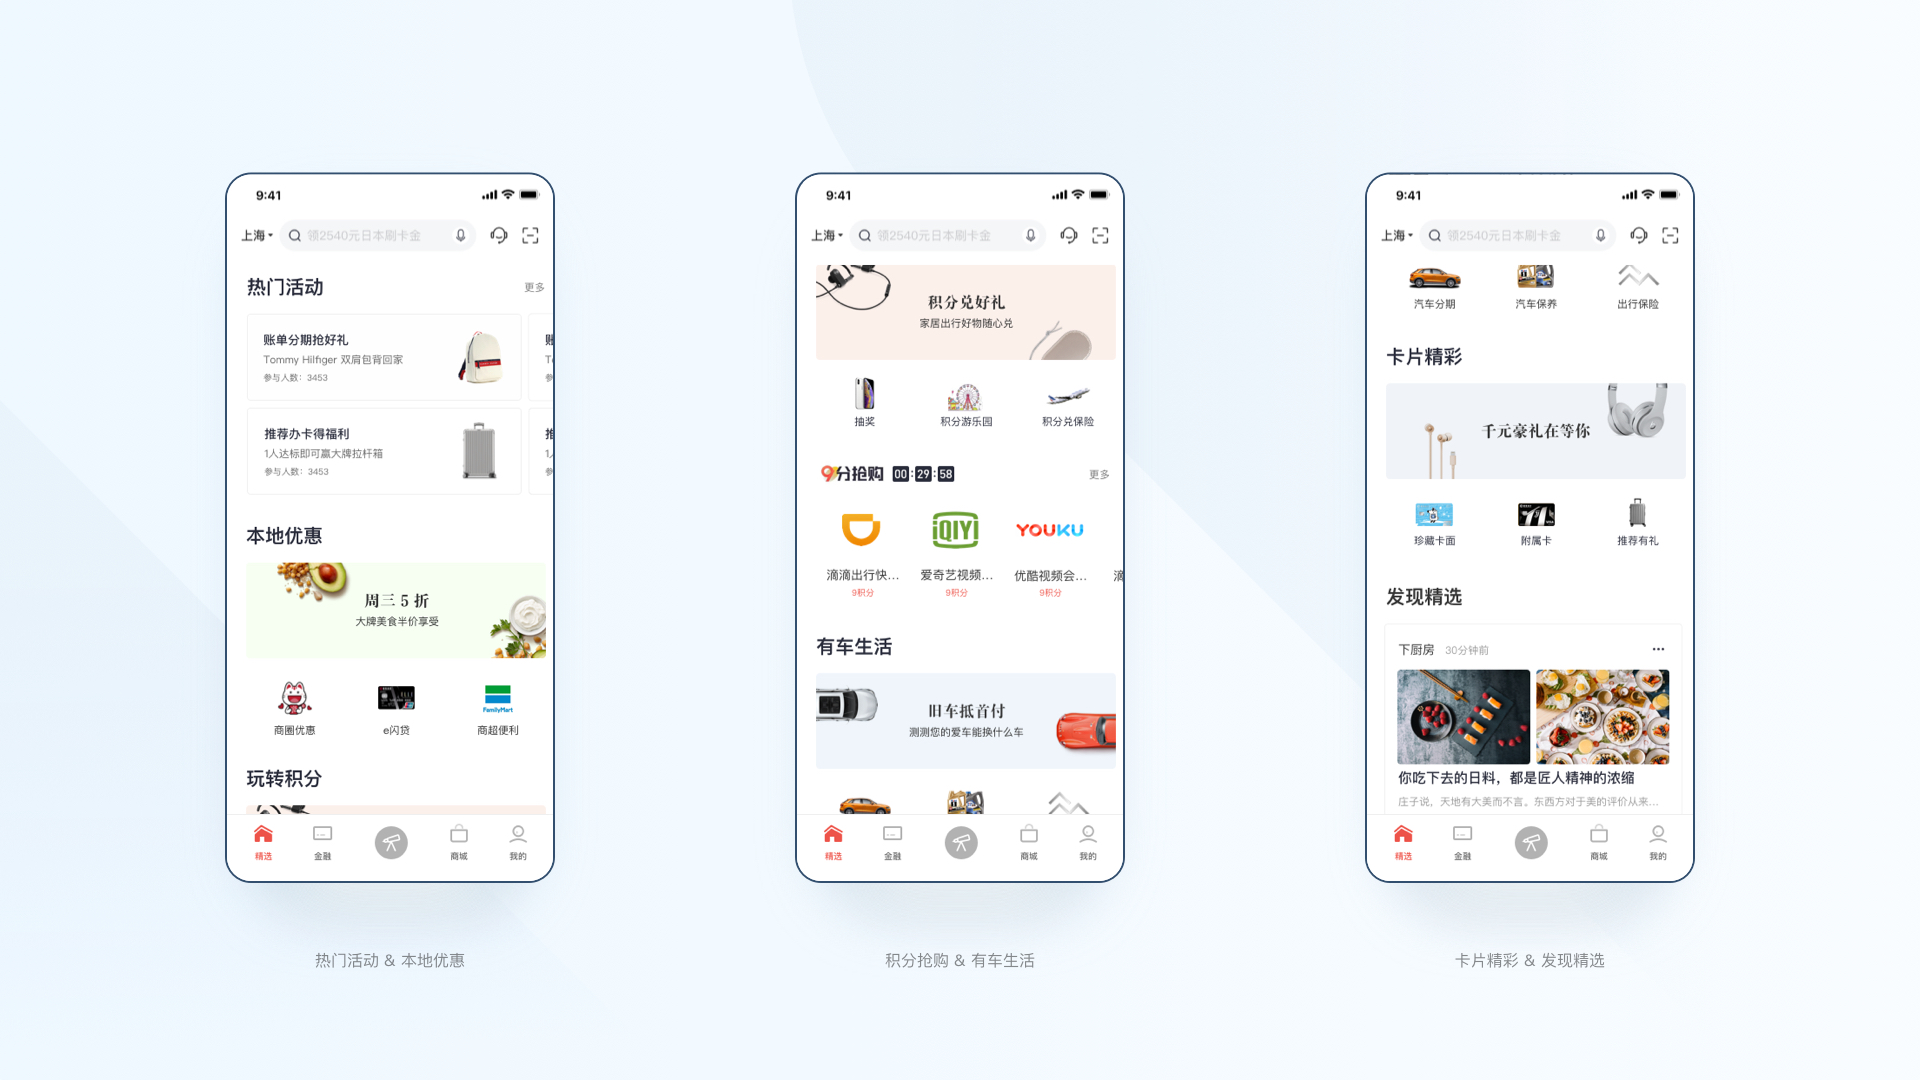 9:41
上海
领2540元日本刷卡金
热门活动
更多
账单分期抢好礼
Tommy Hilfiger 双肩包背回家
参与人数：3453
推荐办卡得福利
1人达标即可赢大牌拉杆箱
参与人数：3453
本地优惠
周三 5 折
大牌美食半价享受
FamilyMart
商圈优惠
e闪贷
商超便利
玩转积分
精选
金融
商城
我的
热门活动 & 本地优惠
9:41
上海
领2540元日本刷卡金
积分兑好礼
家居出行好物随心兑
抽奖
积分游乐园
积分兑保险
9分抢购 00:29:58
更多
iQIYI
YOUKU
滴滴出行快...
爱奇艺视频...
优酷视频会...
滴
9积分
9积分
9积分
有车生活
旧车抵首付
测测您的爱车能换什么车
精选
金融
商城
我的
积分抢购 & 有车生活
9:41
上海
领2540元日本刷卡金
汽车分期
汽车保养
出行保险
卡片精彩
千元豪礼在等你
珍藏卡面
附属卡
推荐有礼
发现精选
下厨房 30分钟前
你吃下去的日料，都是匠人精神的浓缩
庄子说，天地有大美而不言。东西方对于美的评价从来...
精选
金融
商城
我的
卡片精彩 & 发现精选